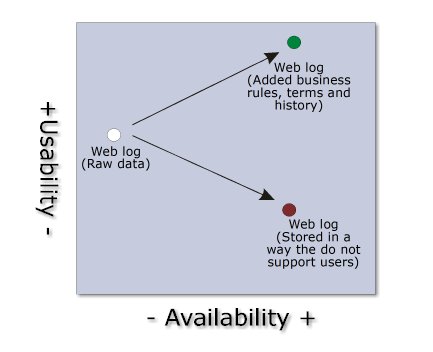 Web log
(Added business
rules, terms and
history)
Web log
(Raw data)
Web log
(Stored in a
way the do not
support users)
+Usability -
- Availability +